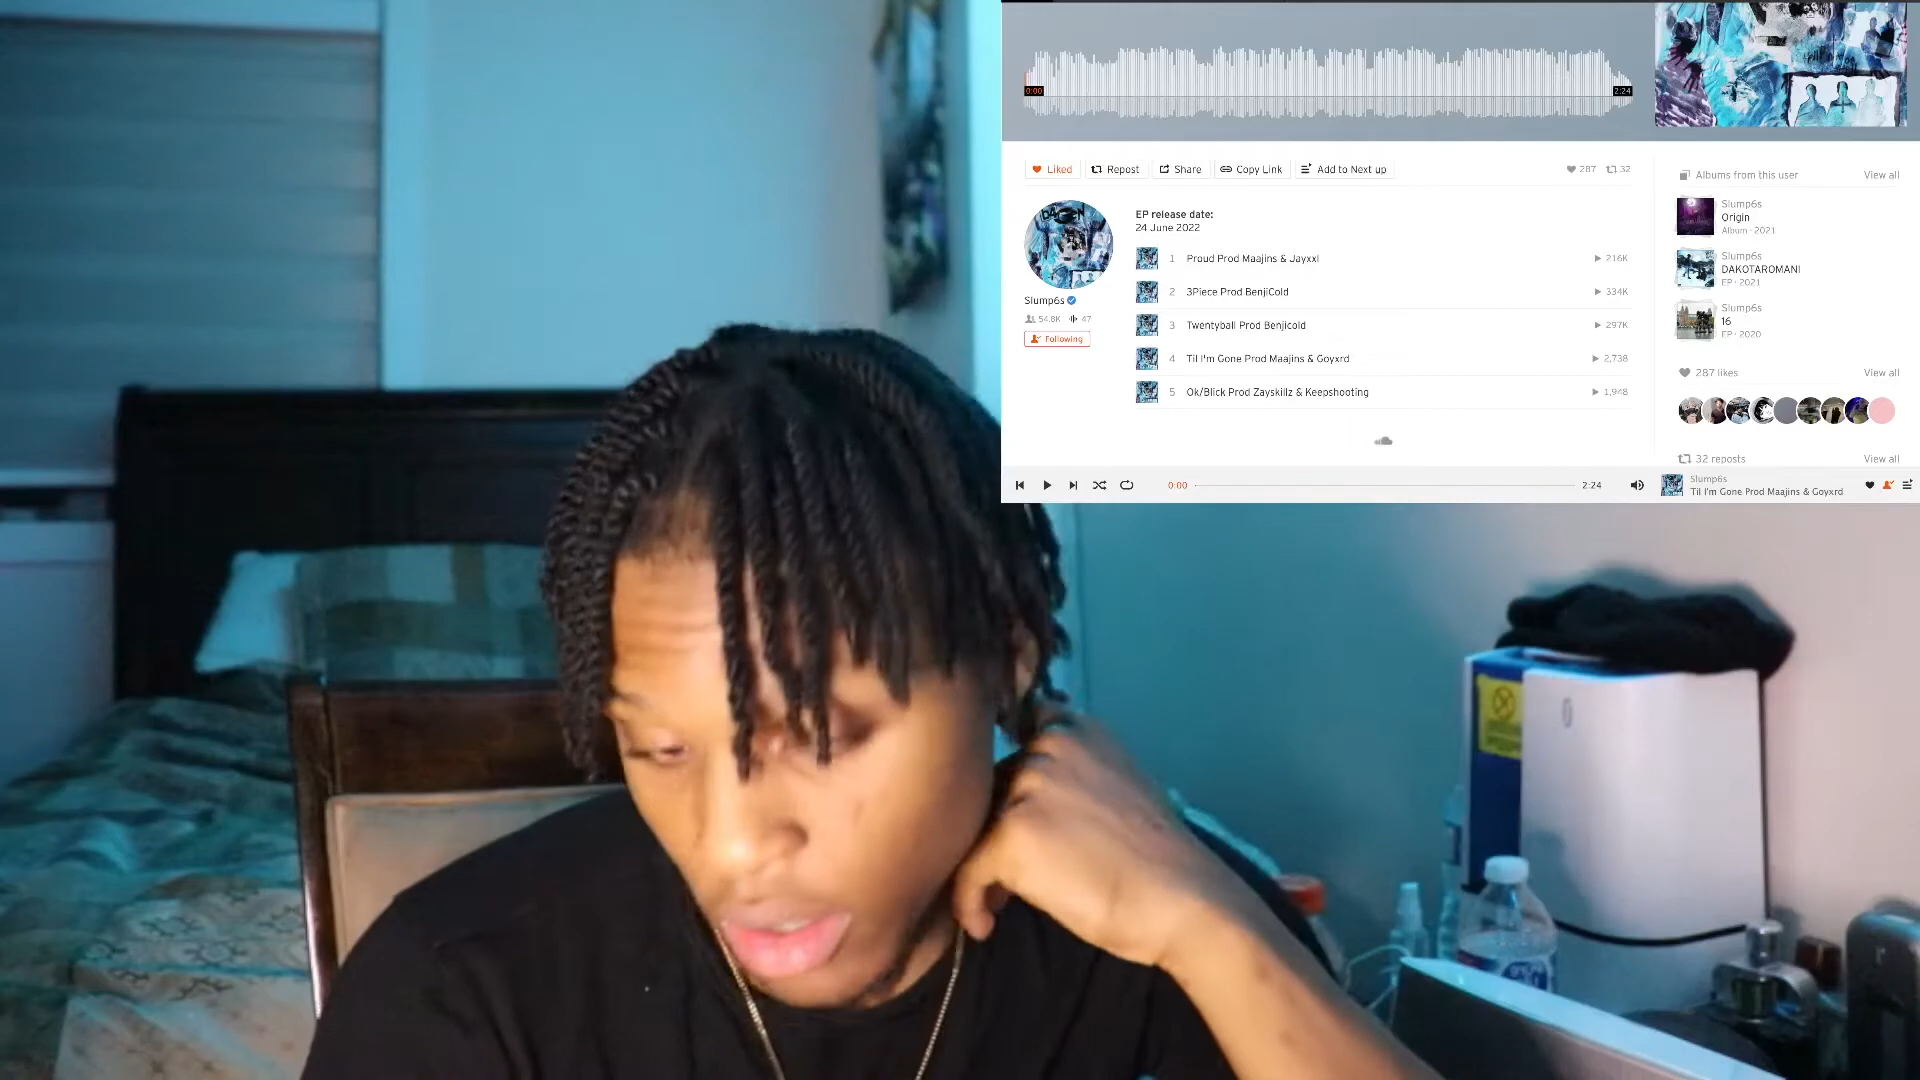 0:00
2:24
Liked
Repost
Share
Copy Link
Add to Next up
287
32
EP release date:
24 June 2022
1 Proud Prod Maajins & Jayxxl 216K
2 3Piece Prod BenjiCold 334K
3 Twentyball Prod Benjicold 297K
4 Til I'm Gone Prod Maajins & Goyxrd 2,738
5 Ok/Blick Prod Zayskillz & Keepshooting 1,948
Slump6s
54.8K 47
Following
Albums from this user View all
Slump6s
Origin
Album · 2021
Slump6s
DAKOTAROMANI
EP · 2021
Slump6s
16
EP · 2020
287 likes View all
32 reposts View all
0:00
2:24
Slump6s
Til I'm Gone Prod Maajins & Goyxrd